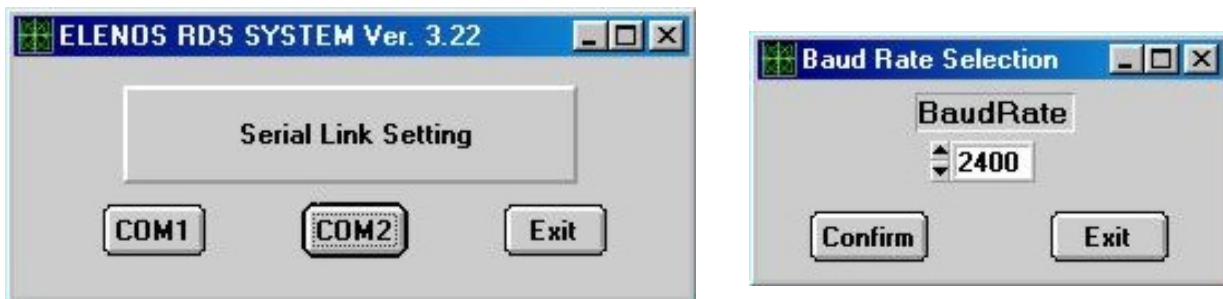 ELENOS RDS SYSTEM Ver. 3.22
Serial Link Setting
COM1 COM2 Exit
Baud Rate Selection
BaudRate
2400
Confirm Exit